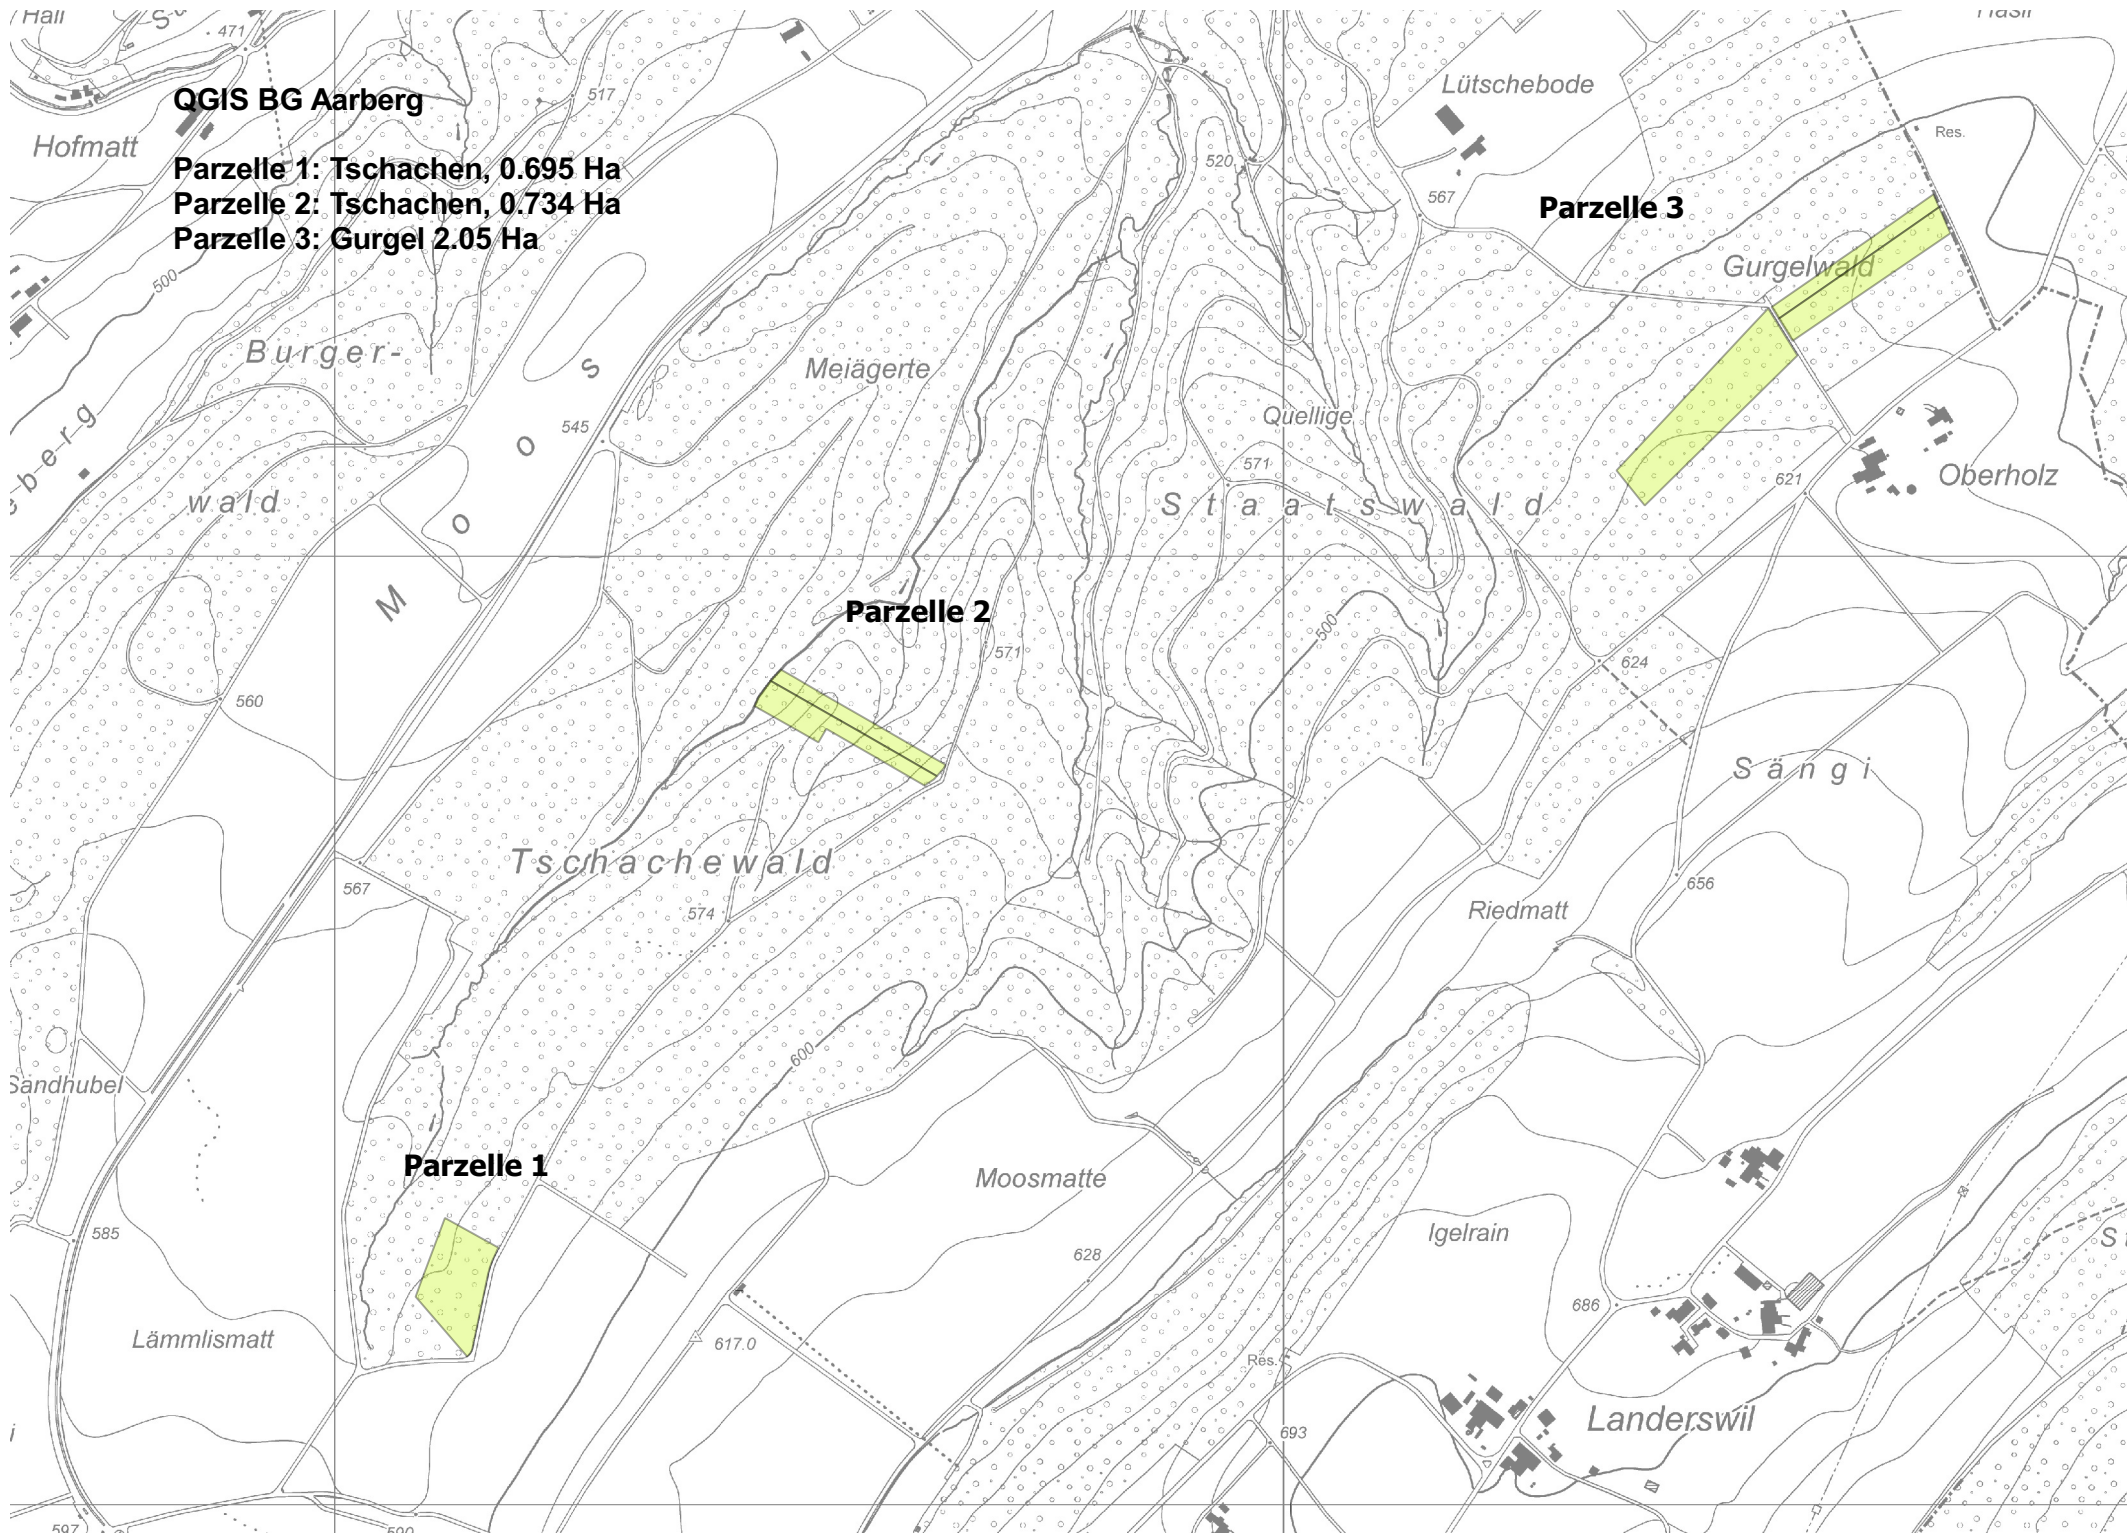 Hall
471
517
QGIS BG Aarberg
Hofmatt
Parzelle 1: Tschachen, 0.695 Ha
Parzelle 2: Tschachen, 0.734 Ha
Parzelle 3: Gurgel 2.05 Ha
Lütschebode
Res.
520
567
Parzelle 3
Gurgelwald
500
Burger-
wald
Moos
545
Meiägerte
Quellige
571
Staatswald
621
Oberholz
Parzelle 2
571
500
624
560
Sängi
Tschachewald
567
574
656
Riedmatt
600
Sandhubel
Parzelle 1
Moosmatte
585
628
Igelrain
686
Lämmlismatt
617.0
Res.
693
Landerswil
597